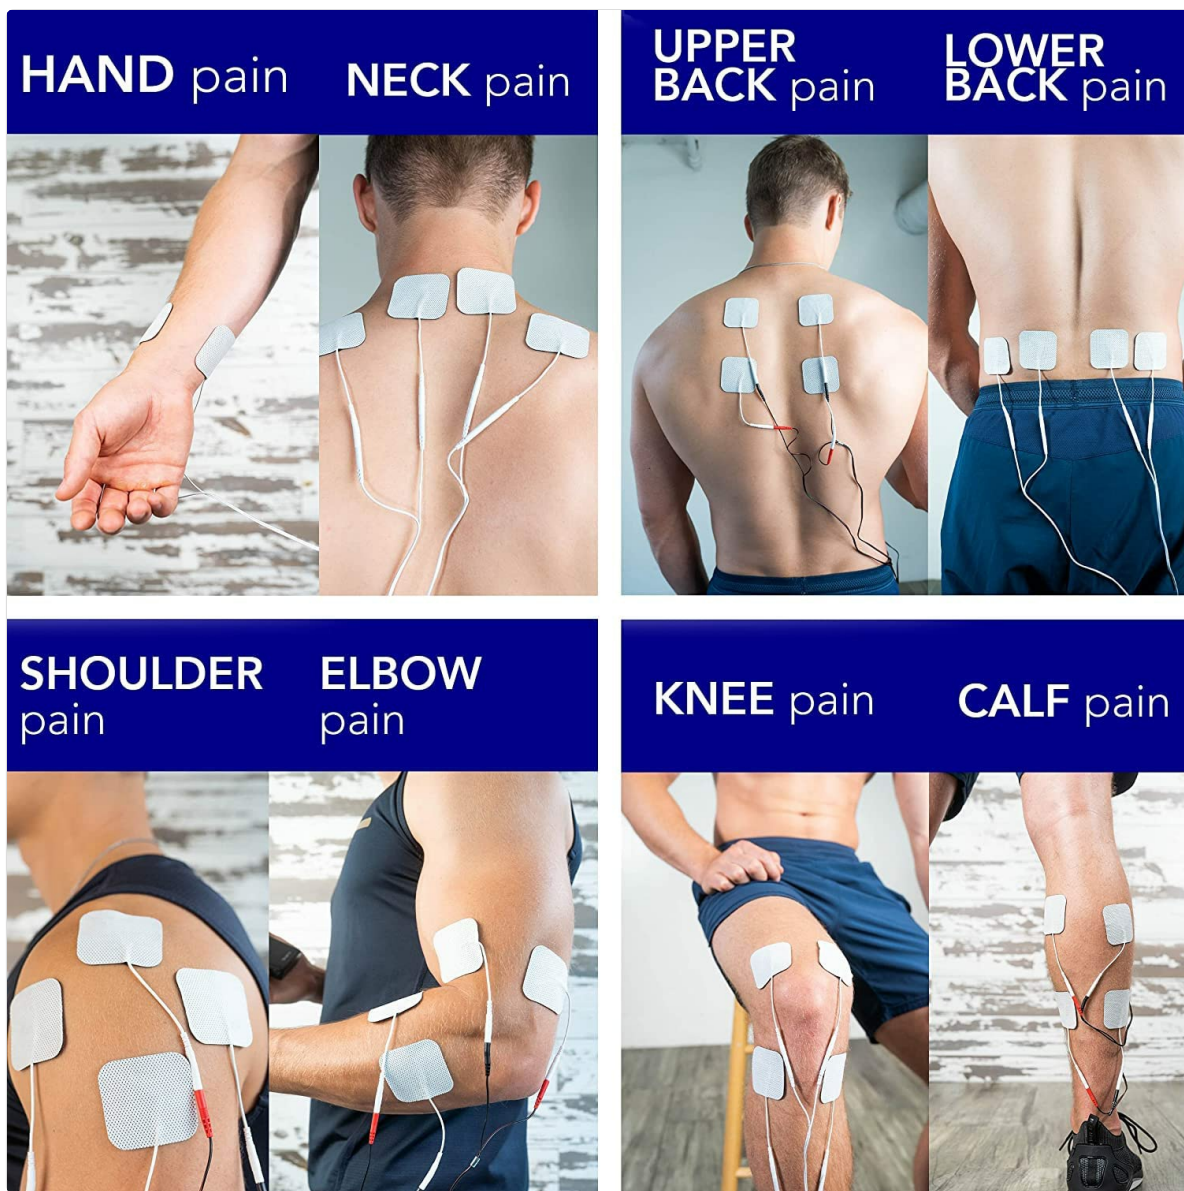 HAND pain
NECK pain
UPPER
BACK pain
LOWER
BACK pain
SHOULDER
pain
ELBOW
pain
KNEE pain
CALF pain